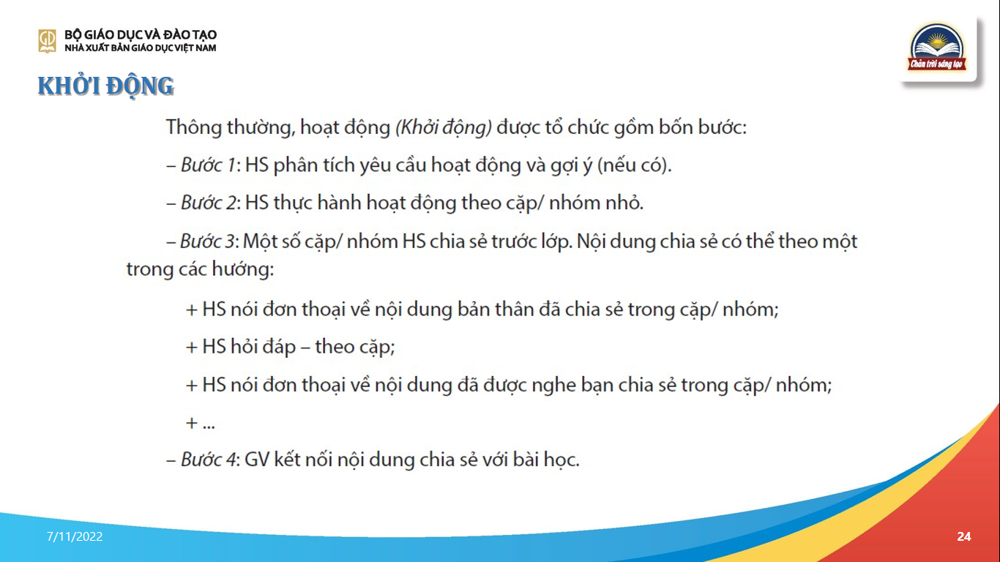 BỘ GIÁO DỤC VÀ ĐÀO TẠO
NHÀ XUẤT BẢN GIÁO DỤC VIỆT NAM
Chân trời sáng tạo
KHỞI ĐỘNG
Thông thường, hoạt động (Khởi động) được tổ chức gồm bốn bước:
– Bước 1: HS phân tích yêu cầu hoạt động và gợi ý (nếu có).
– Bước 2: HS thực hành hoạt động theo cặp/ nhóm nhỏ.
– Bước 3: Một số cặp/ nhóm HS chia sẻ trước lớp. Nội dung chia sẻ có thể theo một
trong các hướng:
+ HS nói đơn thoại về nội dung bản thân đã chia sẻ trong cặp/ nhóm;
+ HS hỏi đáp – theo cặp;
+ HS nói đơn thoại về nội dung đã được nghe bạn chia sẻ trong cặp/ nhóm;
+ ...
– Bước 4: GV kết nối nội dung chia sẻ với bài học.
7/11/2022
24